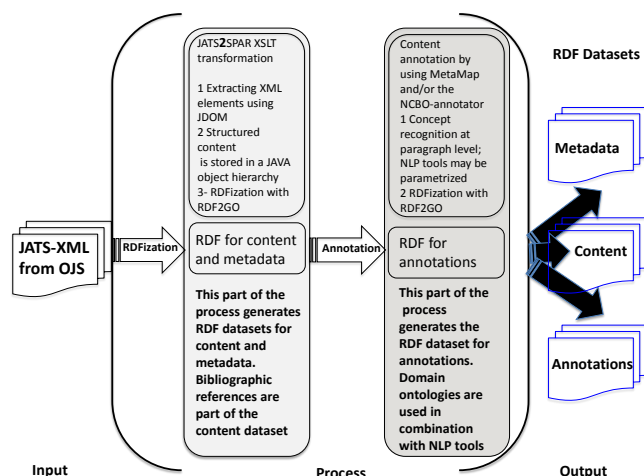 JATS2SPAR XSLT
transformation
1 Extracting XML
elements using
JDOM
2 Structured
content
is stored in a JAVA
object hierarchy
3- RDFization with
RDF2GO
Content
annotation by
using MetaMap
and/or the
NCBO-annotator
1 Concept
recognition at
paragraph level;
NLP tools may be
parametrized
2 RDFization with
RDF2GO
RDF Datasets
Metadata
JATS-XML
from OJS
RDFization
RDF for content
and metadata
Annotation
RDF for
annotations
Content
This part of the
process generates
RDF datasets for
content and
metadata.
Bibliographic
references are
part of the
content dataset
This part of the
process
generates the
RDF dataset for
annotations.
Domain
ontologies are
used in
combination
with NLP tools
Annotations
Input
Process
Output